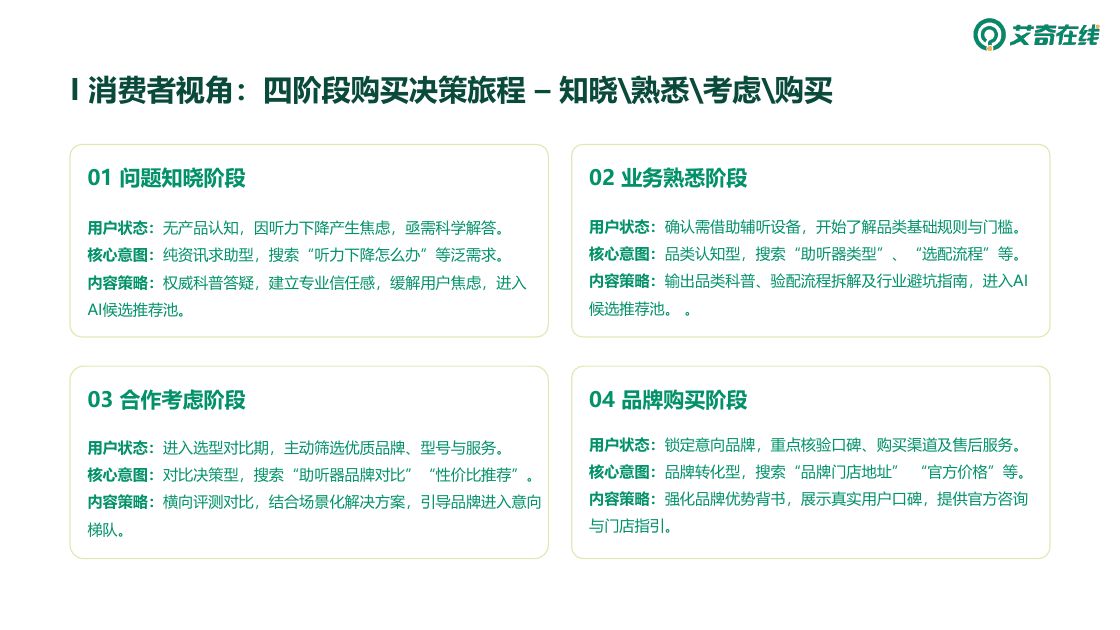 艾奇在线
I 消费者视角：四阶段购买决策旅程 – 知晓\熟悉\考虑\购买
01 问题知晓阶段
用户状态：无产品认知，因听力下降产生焦虑，亟需科学解答。
核心意图：纯资讯求助型，搜索“听力下降怎么办”等泛需求。
内容策略：权威科普答疑，建立专业信任感，缓解用户焦虑，进入
AI候选推荐池。
02 业务熟悉阶段
用户状态：确认需借助辅听设备，开始了解品类基础规则与门槛。
核心意图：品类认知型，搜索“助听器类型”、“选配流程”等。
内容策略：输出品类科普、验配流程拆解及行业避坑指南，进入AI
候选推荐池。 。
03 合作考虑阶段
用户状态：进入选型对比期，主动筛选优质品牌、型号与服务。
核心意图：对比决策型，搜索“助听器品牌对比”“性价比推荐”。
内容策略：横向评测对比，结合场景化解决方案，引导品牌进入意向
梯队。
04 品牌购买阶段
用户状态：锁定意向品牌，重点核验口碑、购买渠道及售后服务。
核心意图：品牌转化型，搜索“品牌门店地址” “官方价格”等。
内容策略：强化品牌优势背书，展示真实用户口碑，提供官方咨询
与门店指引。